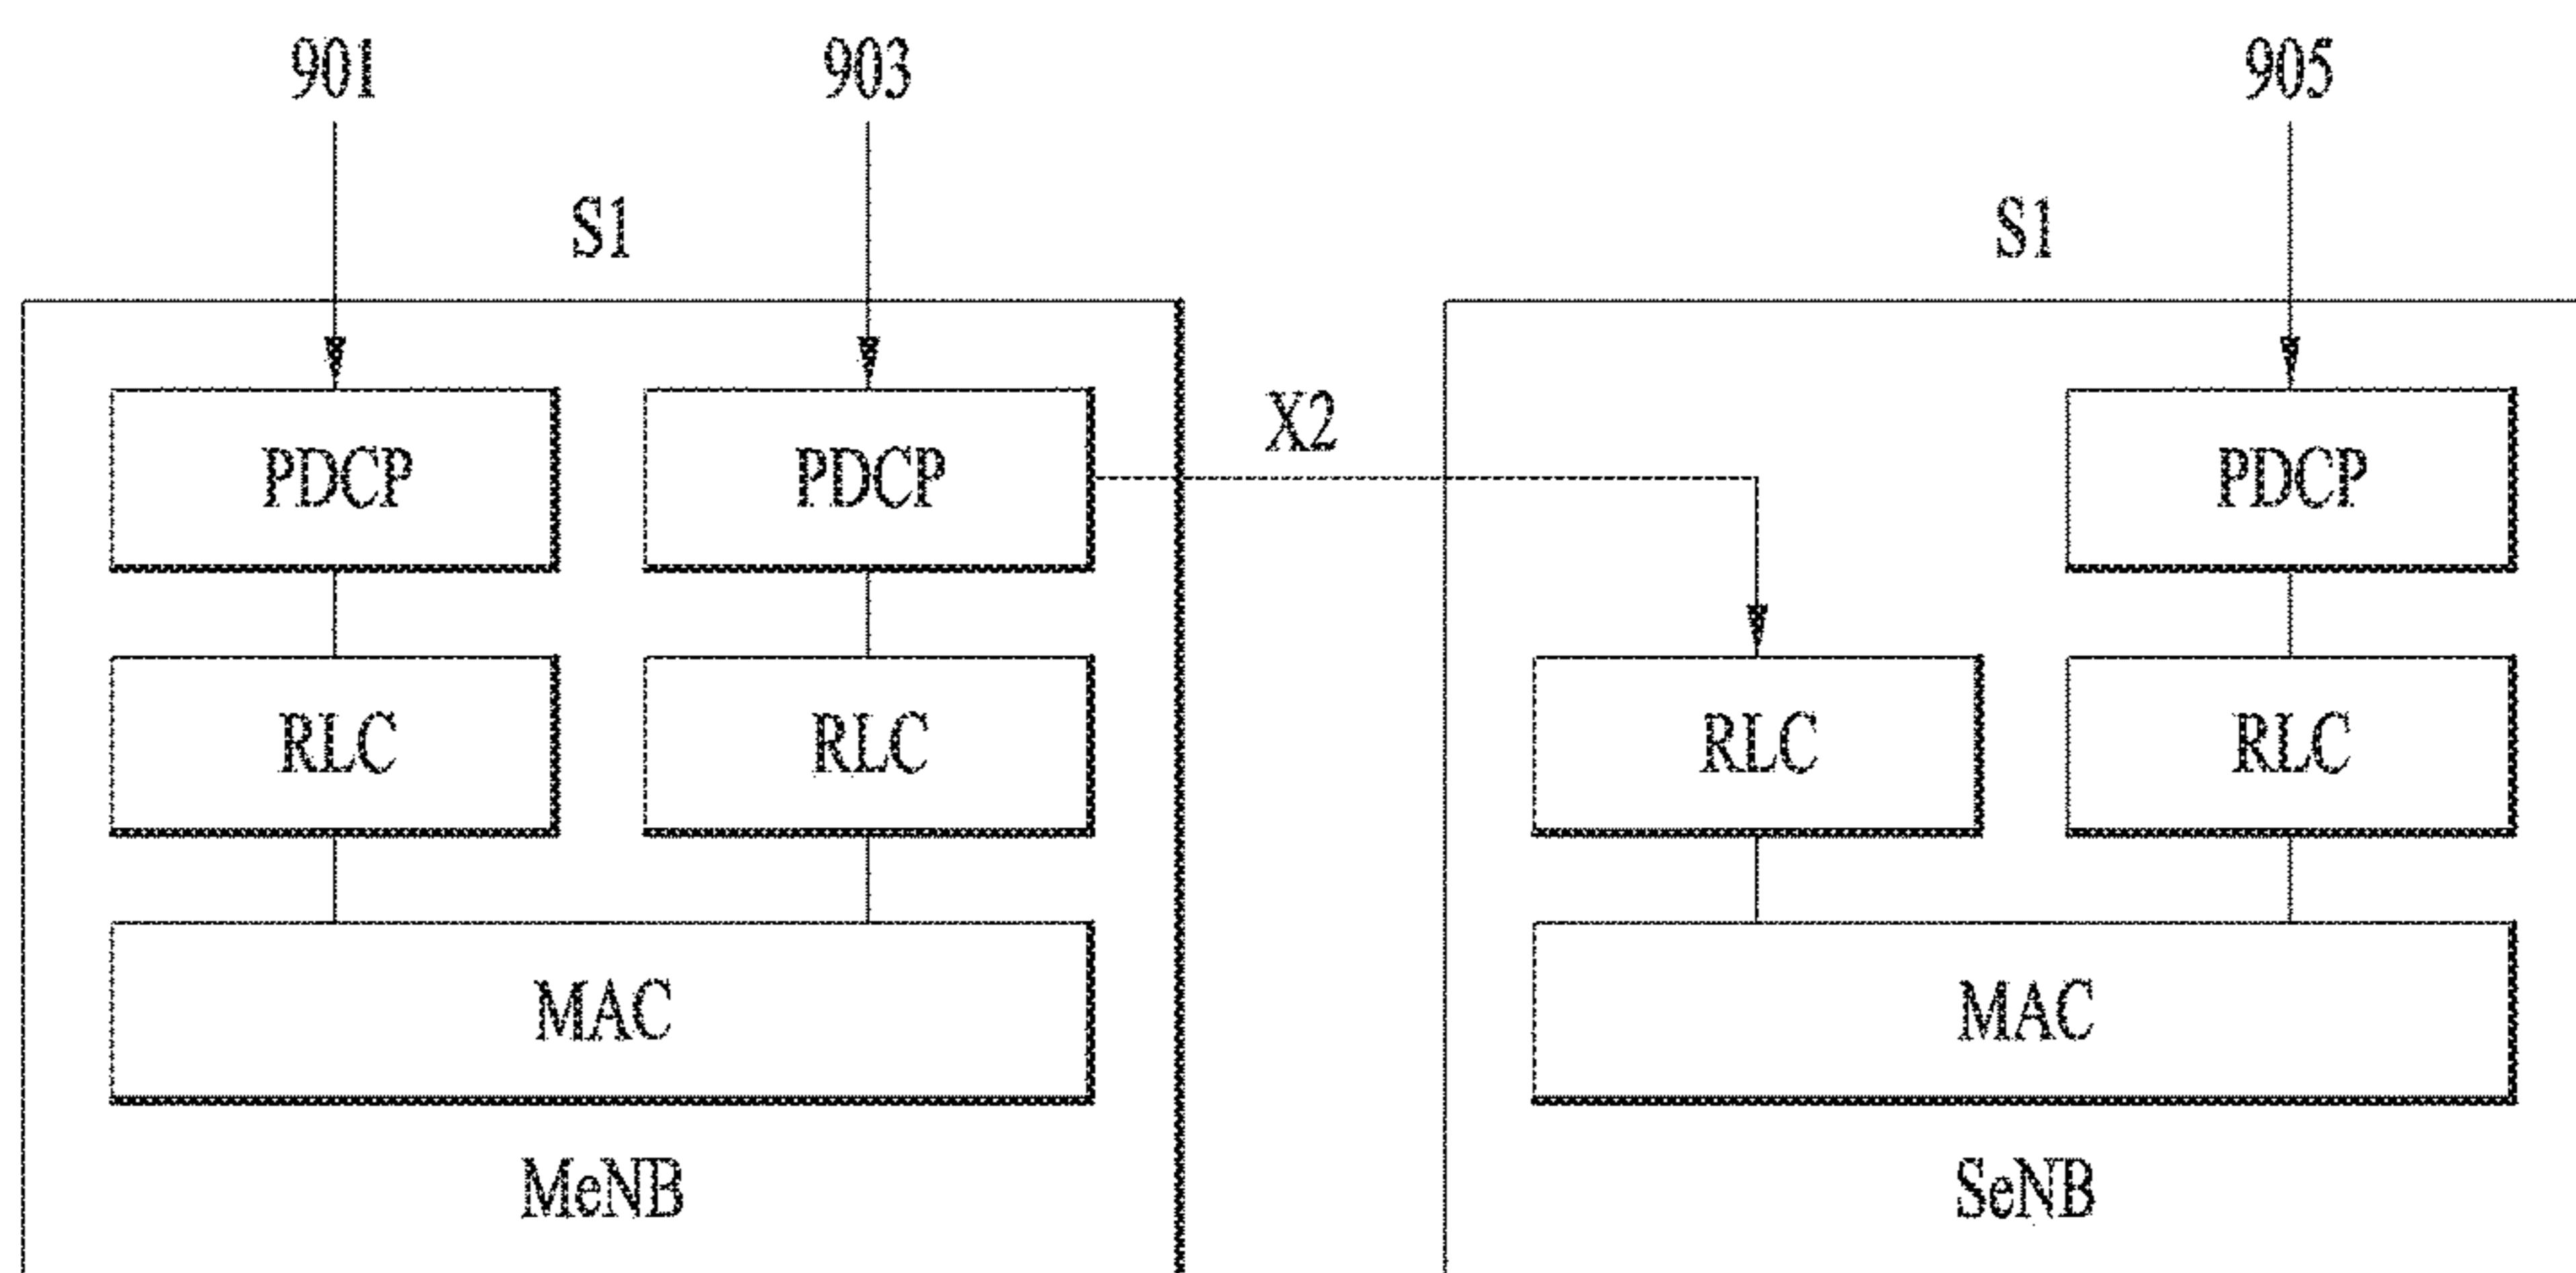 901 903 905
S1 S1
X2
PDCP PDCP PDCP
RLC RLC RLC RLC
MAC MAC
MeNB SeNB